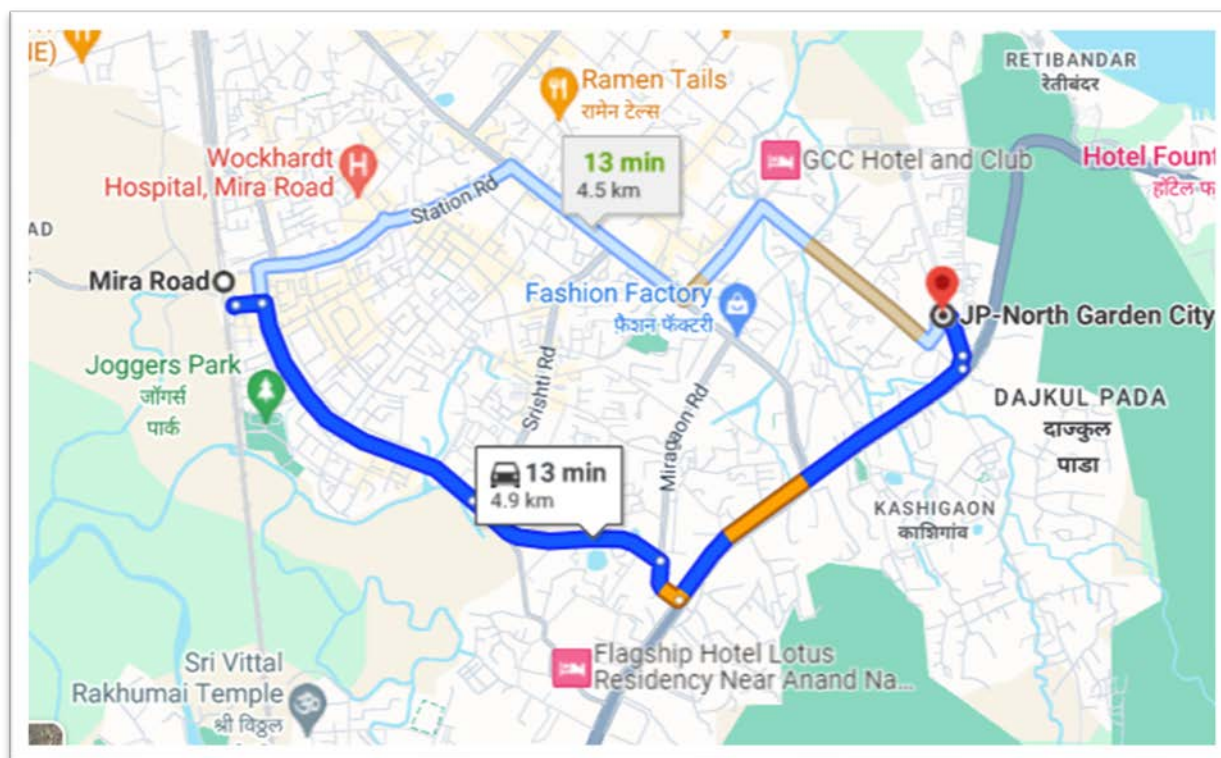 IE)
RETIBANDAR
रेतीबंदर
Ramen Tails
रामेन टेल्स
Wockhardt
Hospital, Mira Road
13 min
4.5 km
GCC Hotel and Club
Hotel Fount
Station Rd
AD
Mira Road
Fashion Factory
फ़ैशन फॅक्टरी
JP-North Garden City
Joggers Park
जॉगर्स
पार्क
Srishti Rd
Miragaon Rd
DAJKUL PADA
दाज्कुल
पाडा
13 min
4.9 km
KASHIGAON
काशिगांव
Flagship Hotel Lotus
Residency Near Anand Na...
Sri Vittal
Rakhumai Temple
श्री विठ्ठल